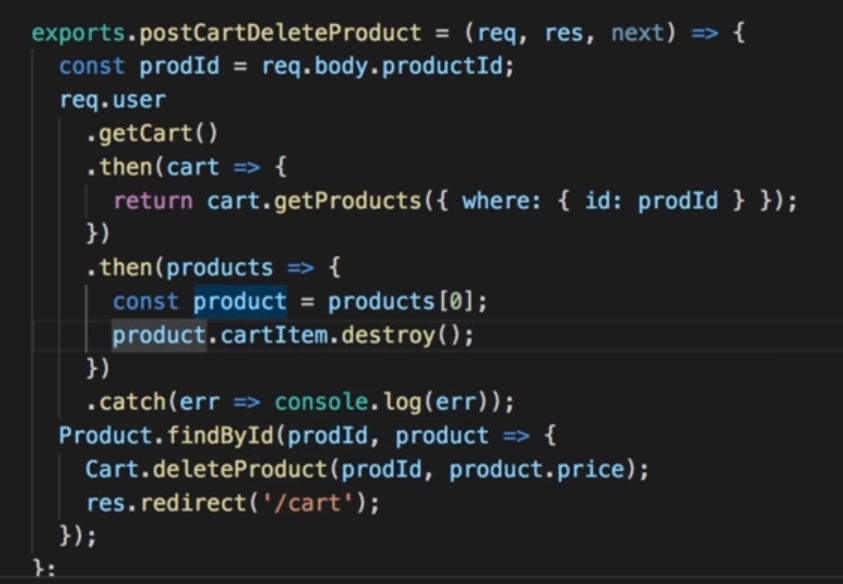 exports.postCartDeleteProduct = (req, res, next) => {
  const prodId = req.body.productId;
  req.user
    .getCart()
    .then(cart => {
      return cart.getProducts({ where: { id: prodId } });
    })
    .then(products => {
      const product = products[0];
      product.cartItem.destroy();
    })
    .catch(err => console.log(err));
  Product.findById(prodId, product => {
    Cart.deleteProduct(prodId, product.price);
    res.redirect('/cart');
  });
};